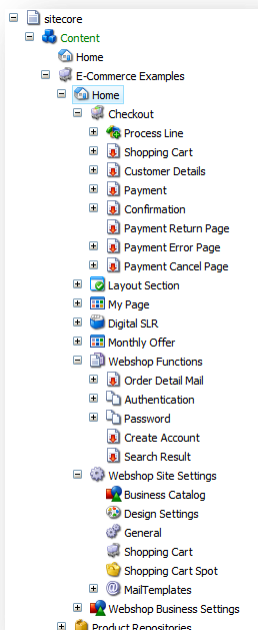 sitecore
Content
Home
E-Commerce Examples
Home
Checkout
Process Line
Shopping Cart
Customer Details
Payment
Confirmation
Payment Return Page
Payment Error Page
Payment Cancel Page
Layout Section
My Page
Digital SLR
Monthly Offer
Webshop Functions
Order Detail Mail
Authentication
Password
Create Account
Search Result
Webshop Site Settings
Business Catalog
Design Settings
General
Shopping Cart
Shopping Cart Spot
MailTemplates
Webshop Business Settings
Product Repositories